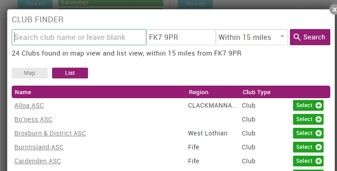 CLUB FINDER
Search club name or leave blank FK7 9PR Within 15 miles Search
24 Clubs found in map view and list view, within 15 miles from FK7 9PR
Map List
Name Region Club Type
Alloa ASC CLACKMANNA... Club Select
Bo'ness ASC Club Select
Broxburn & District ASC West Lothian Club Select
Burntisland ASC Fife Club Select
Cardenden ASC Fife Club Select